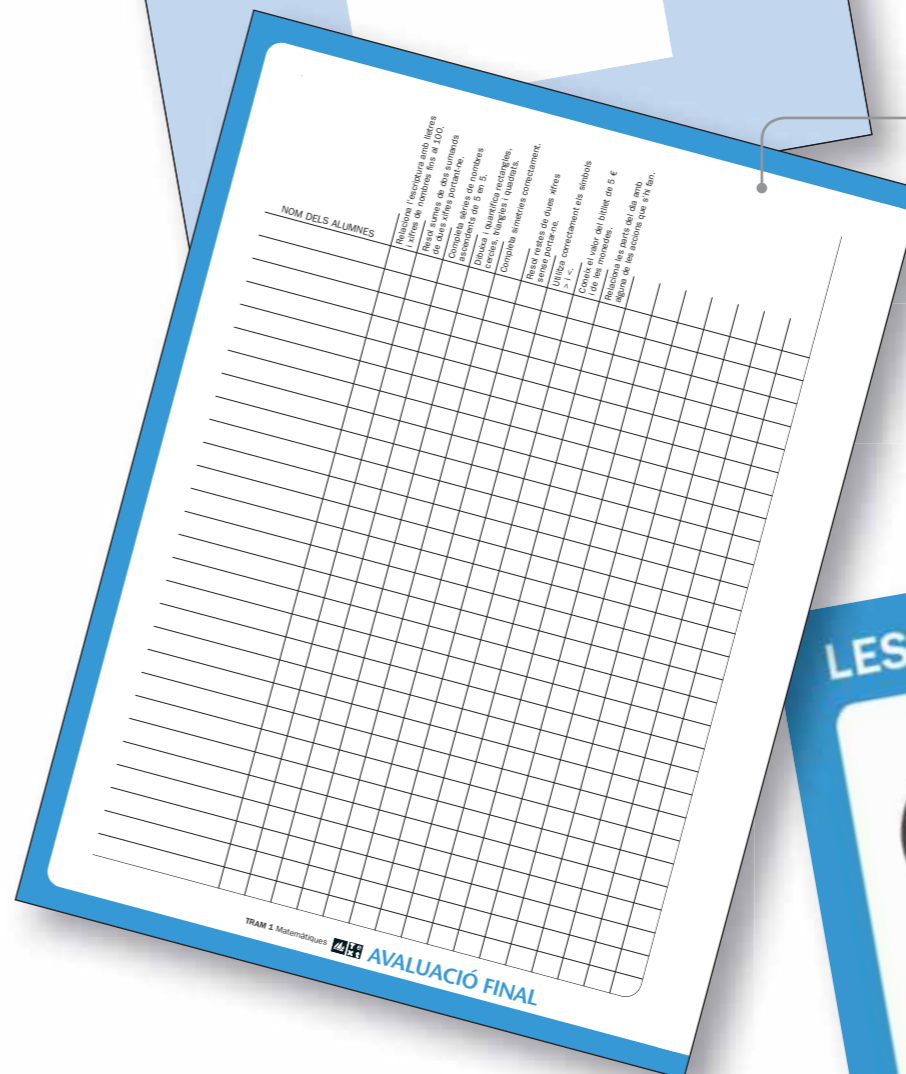 NOM DELS ALUMNES
Relaciona l'escriptura amb lletres
i xifres de nombres fins al 100.
Resol sumes de dos sumands
de dues xifres portant-ne.
Completa sèries de nombres
ascendents de 5 en 5.
Dibuixa i quantifica rectangles,
cercles, triangles i quadrats.
Completa simetries correctament.
Resol restes de dues xifres
sense portar-ne.
Utilitza correctament els símbols
> i <.
Coneix el valor del bitllet de 5 €
i de les monedes.
Relaciona les parts del dia amb
alguna de les accions que s'hi fan.
TRAM 1 Matemàtiques
Text
AVALUACIÓ FINAL
LES